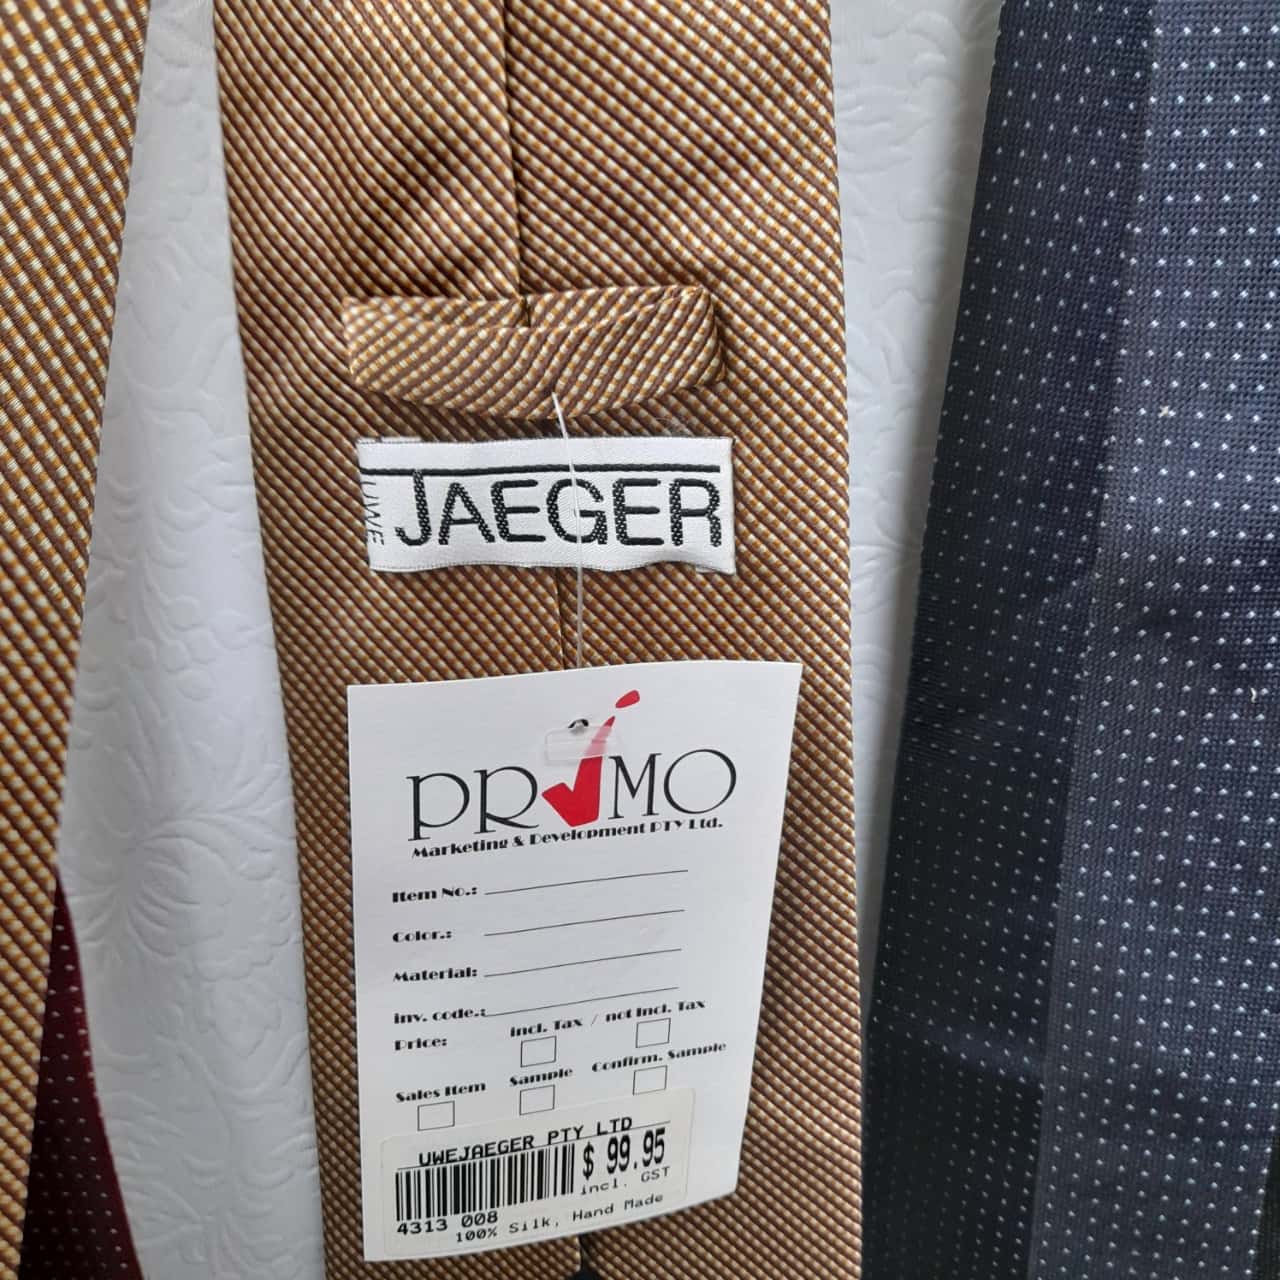 UWE JAEGER
PRiMO
Marketing & Development PTY Ltd.
Item No.:
Color.:
Material:
inv. code.:
Price: incl. Tax / not incl. Tax
Sales Item Sample Confirm. Sample
UWEJAEGER PTY LTD
$ 99.95
incl. GST
4313 008
100% Silk, Hand Made